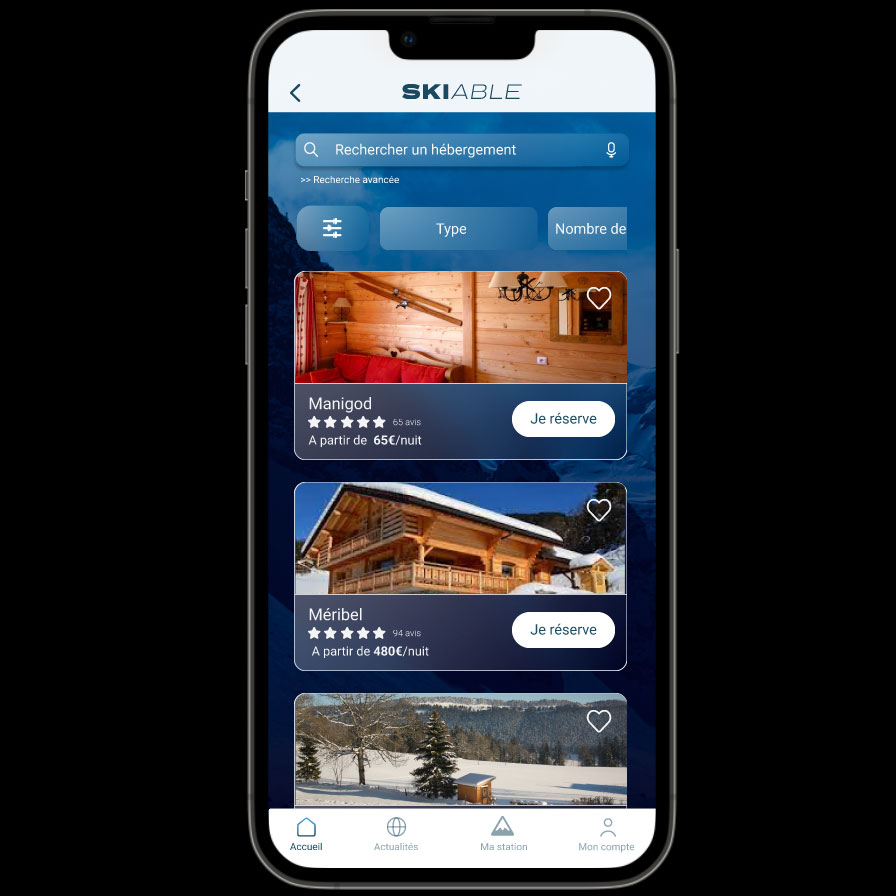 SKIABLE
Rechercher un hébergement
>> Recherche avancée
Type
Nombre de
Manigod
65 avis
A partir de 65€/nuit
Je réserve
Méribel
94 avis
A partir de 480€/nuit
Je réserve
Accueil
Actualités
Ma station
Mon compte